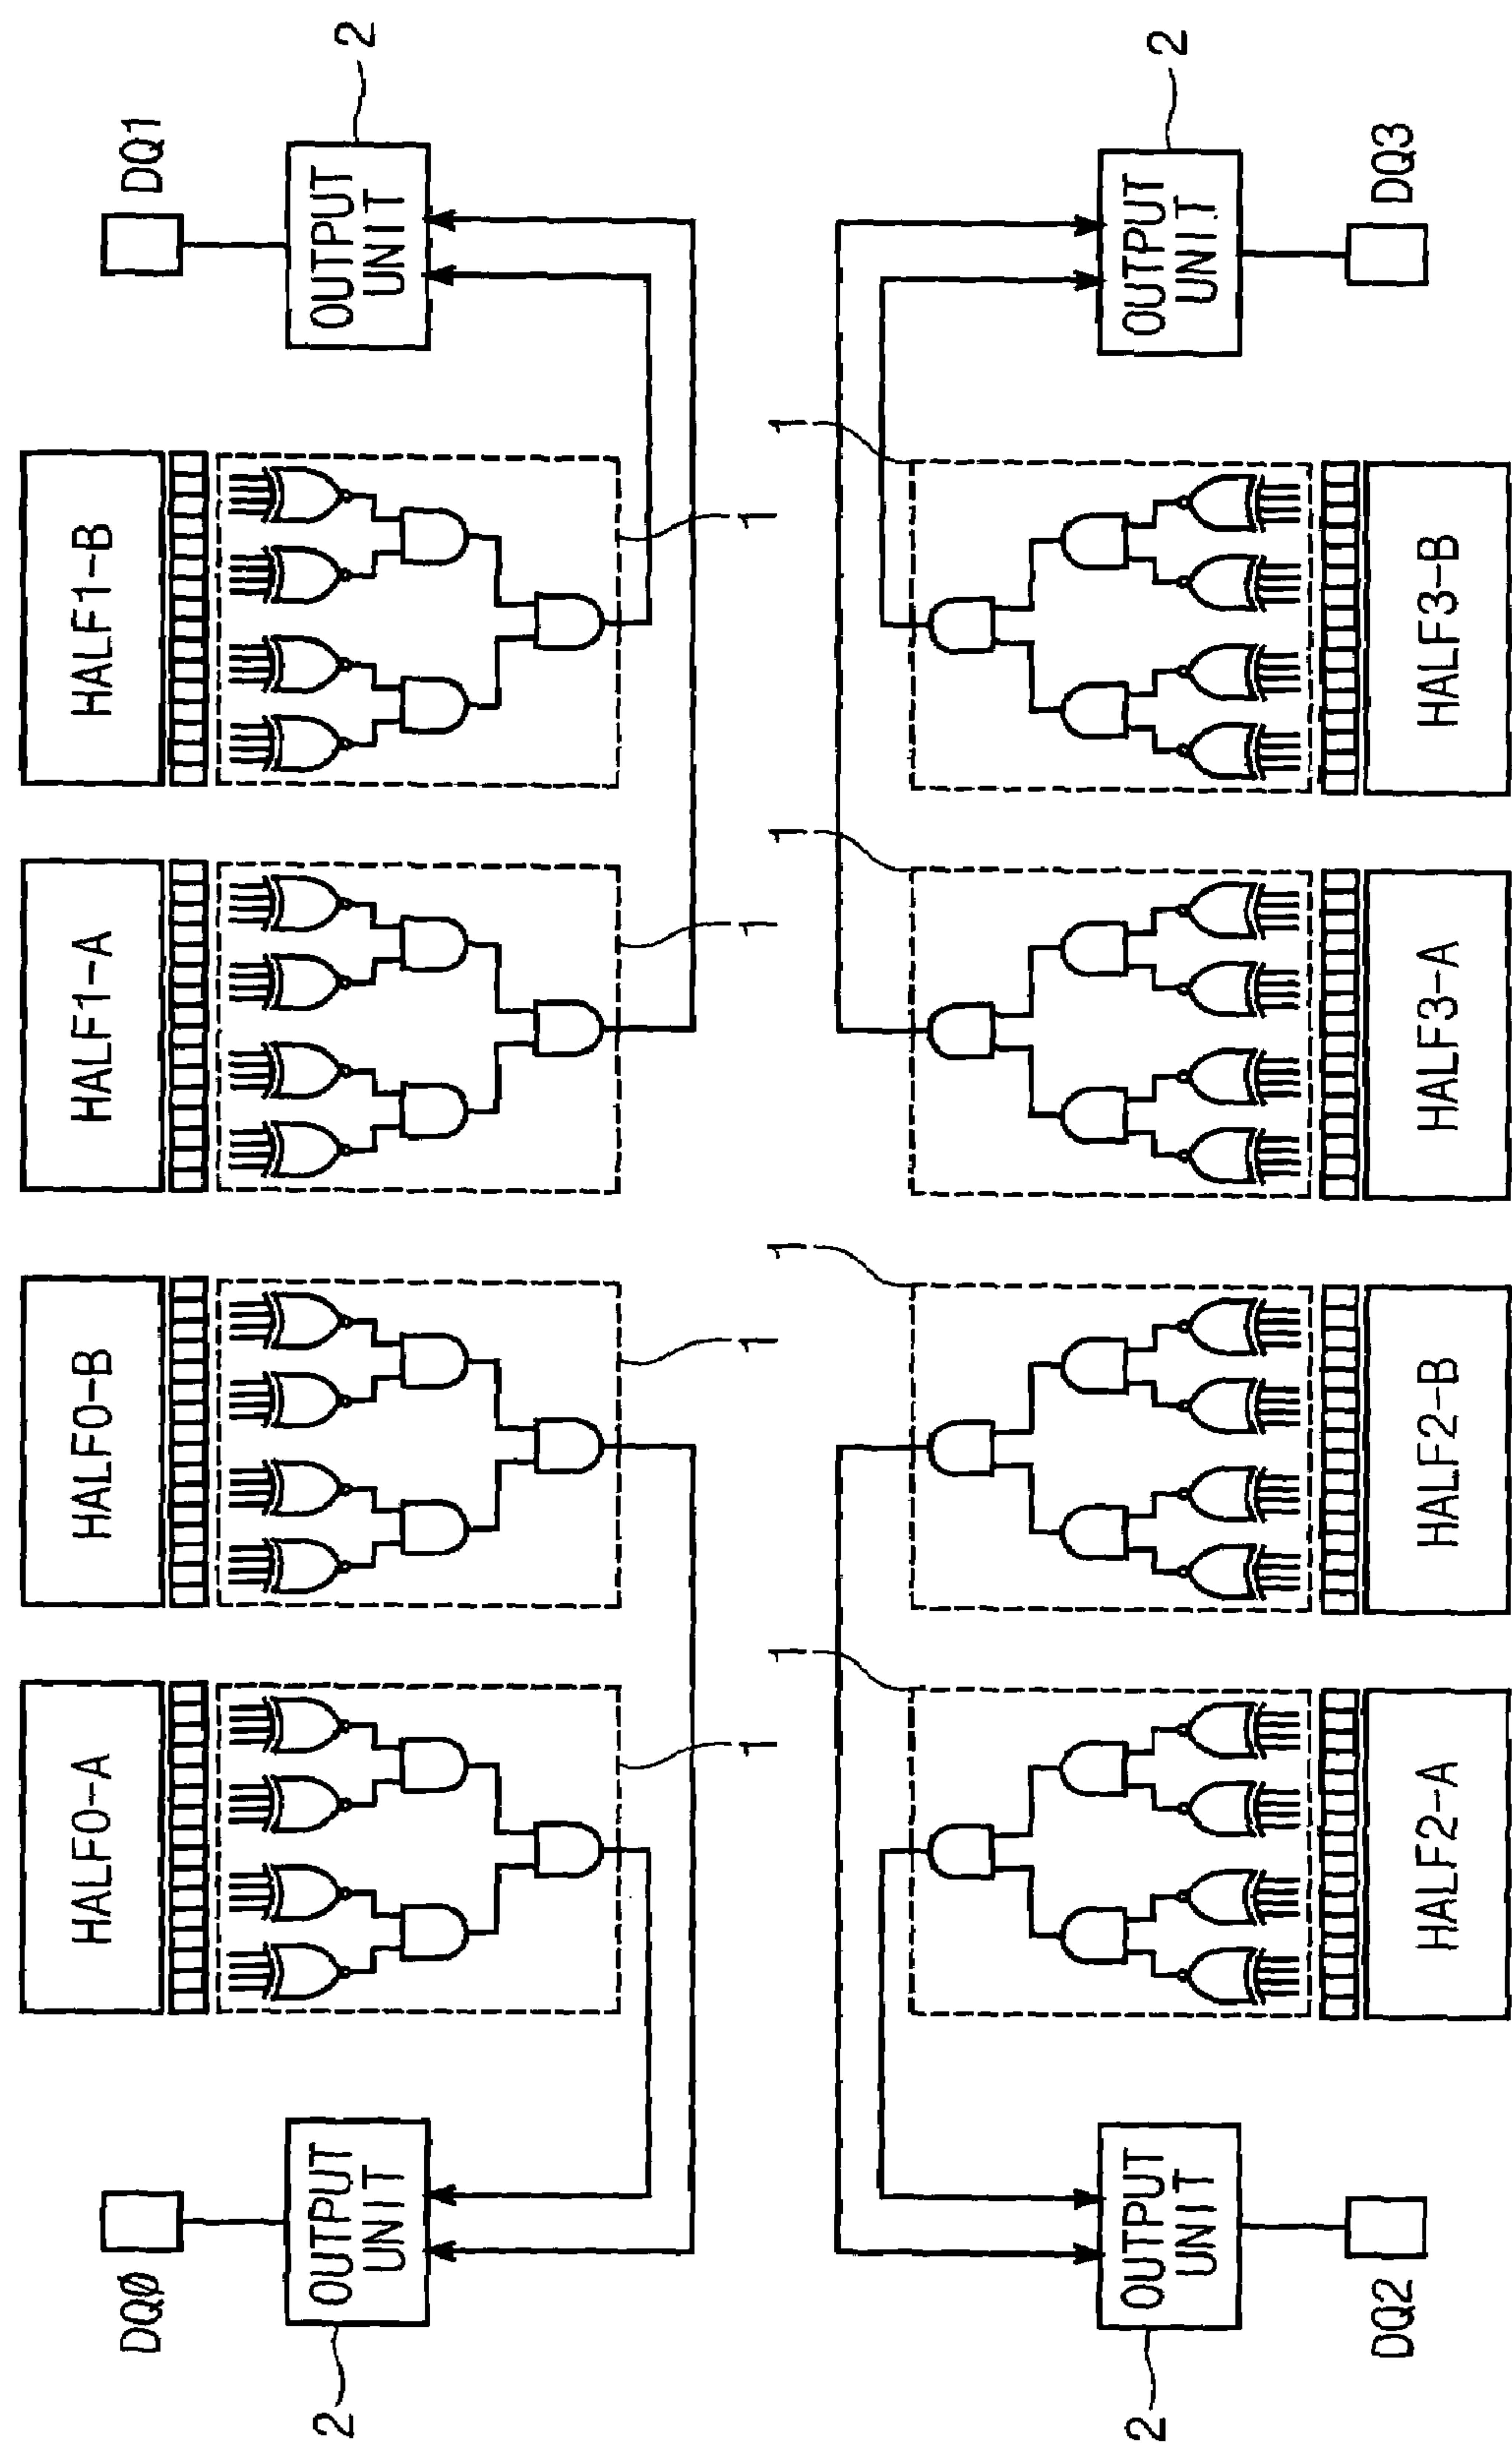 HALF0-A
HALF0-B
HALF1-A
HALF1-B
DQØ
DQ1
OUTPUT
UNIT
OUTPUT
UNIT
2
2
1
1
1
1
1
1
1
1
OUTPUT
UNIT
OUTPUT
UNIT
2
2
DQ2
DQ3
HALF2-A
HALF2-B
HALF3-A
HALF3-B